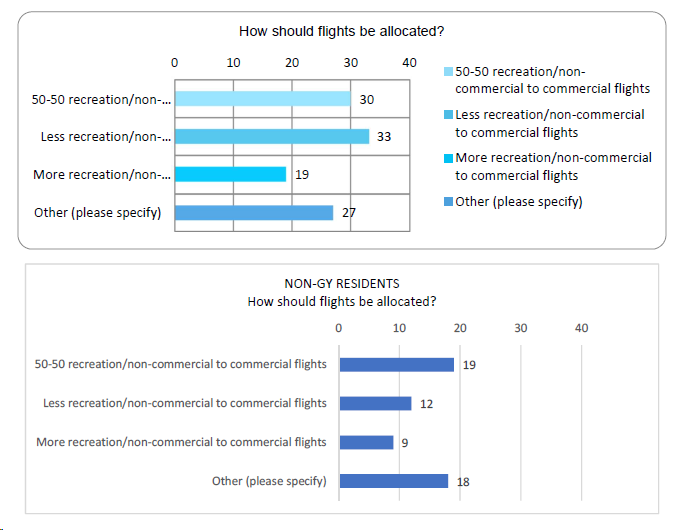 How should flights be allocated?
0 10 20 30 40
50-50 recreation/non-... 30
Less recreation/non-... 33
More recreation/non-... 19
Other (please specify) 27
50-50 recreation/non-
commercial to commercial flights
Less recreation/non-commercial
to commercial flights
More recreation/non-commercial
to commercial flights
Other (please specify)
NON-GY RESIDENTS
How should flights be allocated?
0 10 20 30 40
50-50 recreation/non-commercial to commercial flights 19
Less recreation/non-commercial to commercial flights 12
More recreation/non-commercial to commercial flights 9
Other (please specify) 18